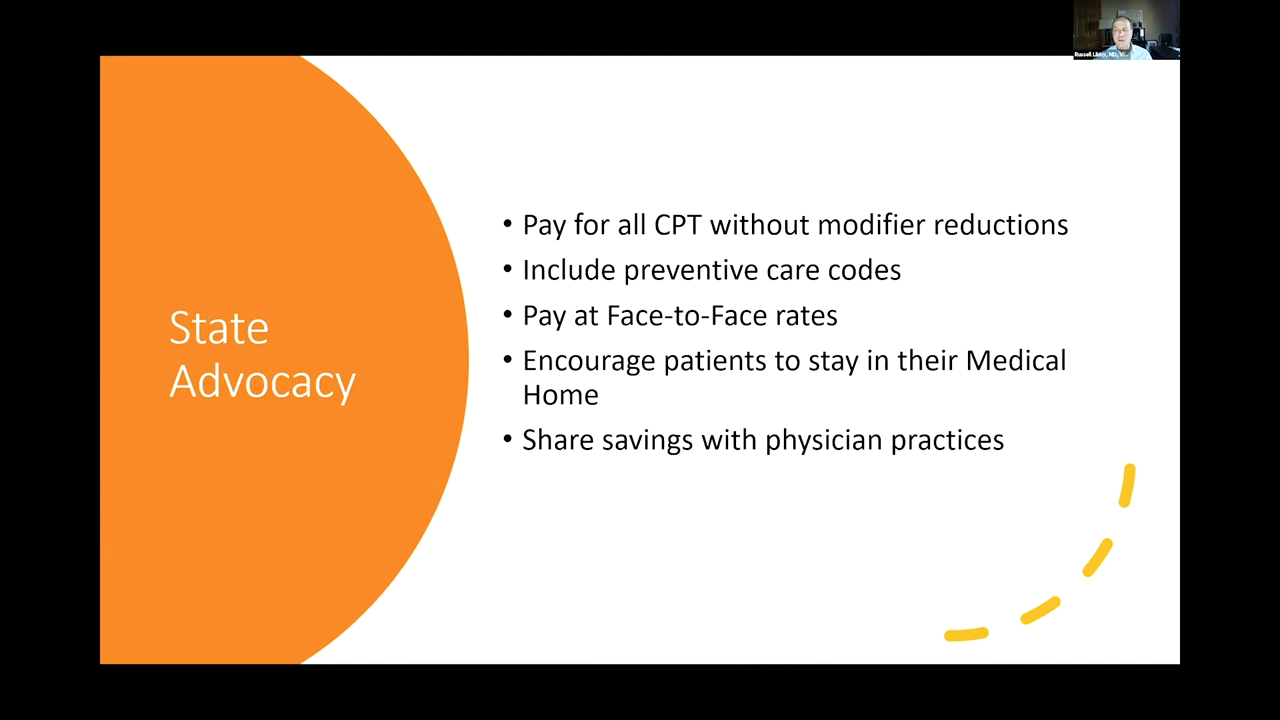 Russell Libby, MD, Vi...
State
Advocacy
• Pay for all CPT without modifier reductions
• Include preventive care codes
• Pay at Face-to-Face rates
• Encourage patients to stay in their Medical
Home
• Share savings with physician practices